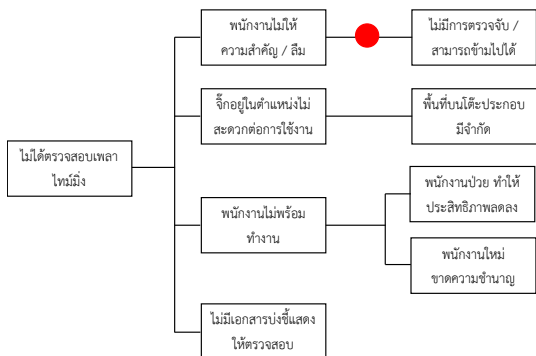 ไม่ได้ตรวจสอบเพลา
ไทม์มิ่ง
พนักงานไม่ให้
ความสำคัญ / ลืม
ไม่มีการตรวจจับ /
สามารถข้ามไปได้
จิ๊กอยู่ในตำแหน่งไม่
สะดวกต่อการใช้งาน
พื้นที่บนโต๊ะประกอบ
มีจำกัด
พนักงานไม่พร้อม
ทำงาน
พนักงานป่วย ทำให้
ประสิทธิภาพลดลง
พนักงานใหม่
ขาดความชำนาญ
ไม่มีเอกสารบ่งชี้แสดง
ให้ตรวจสอบ